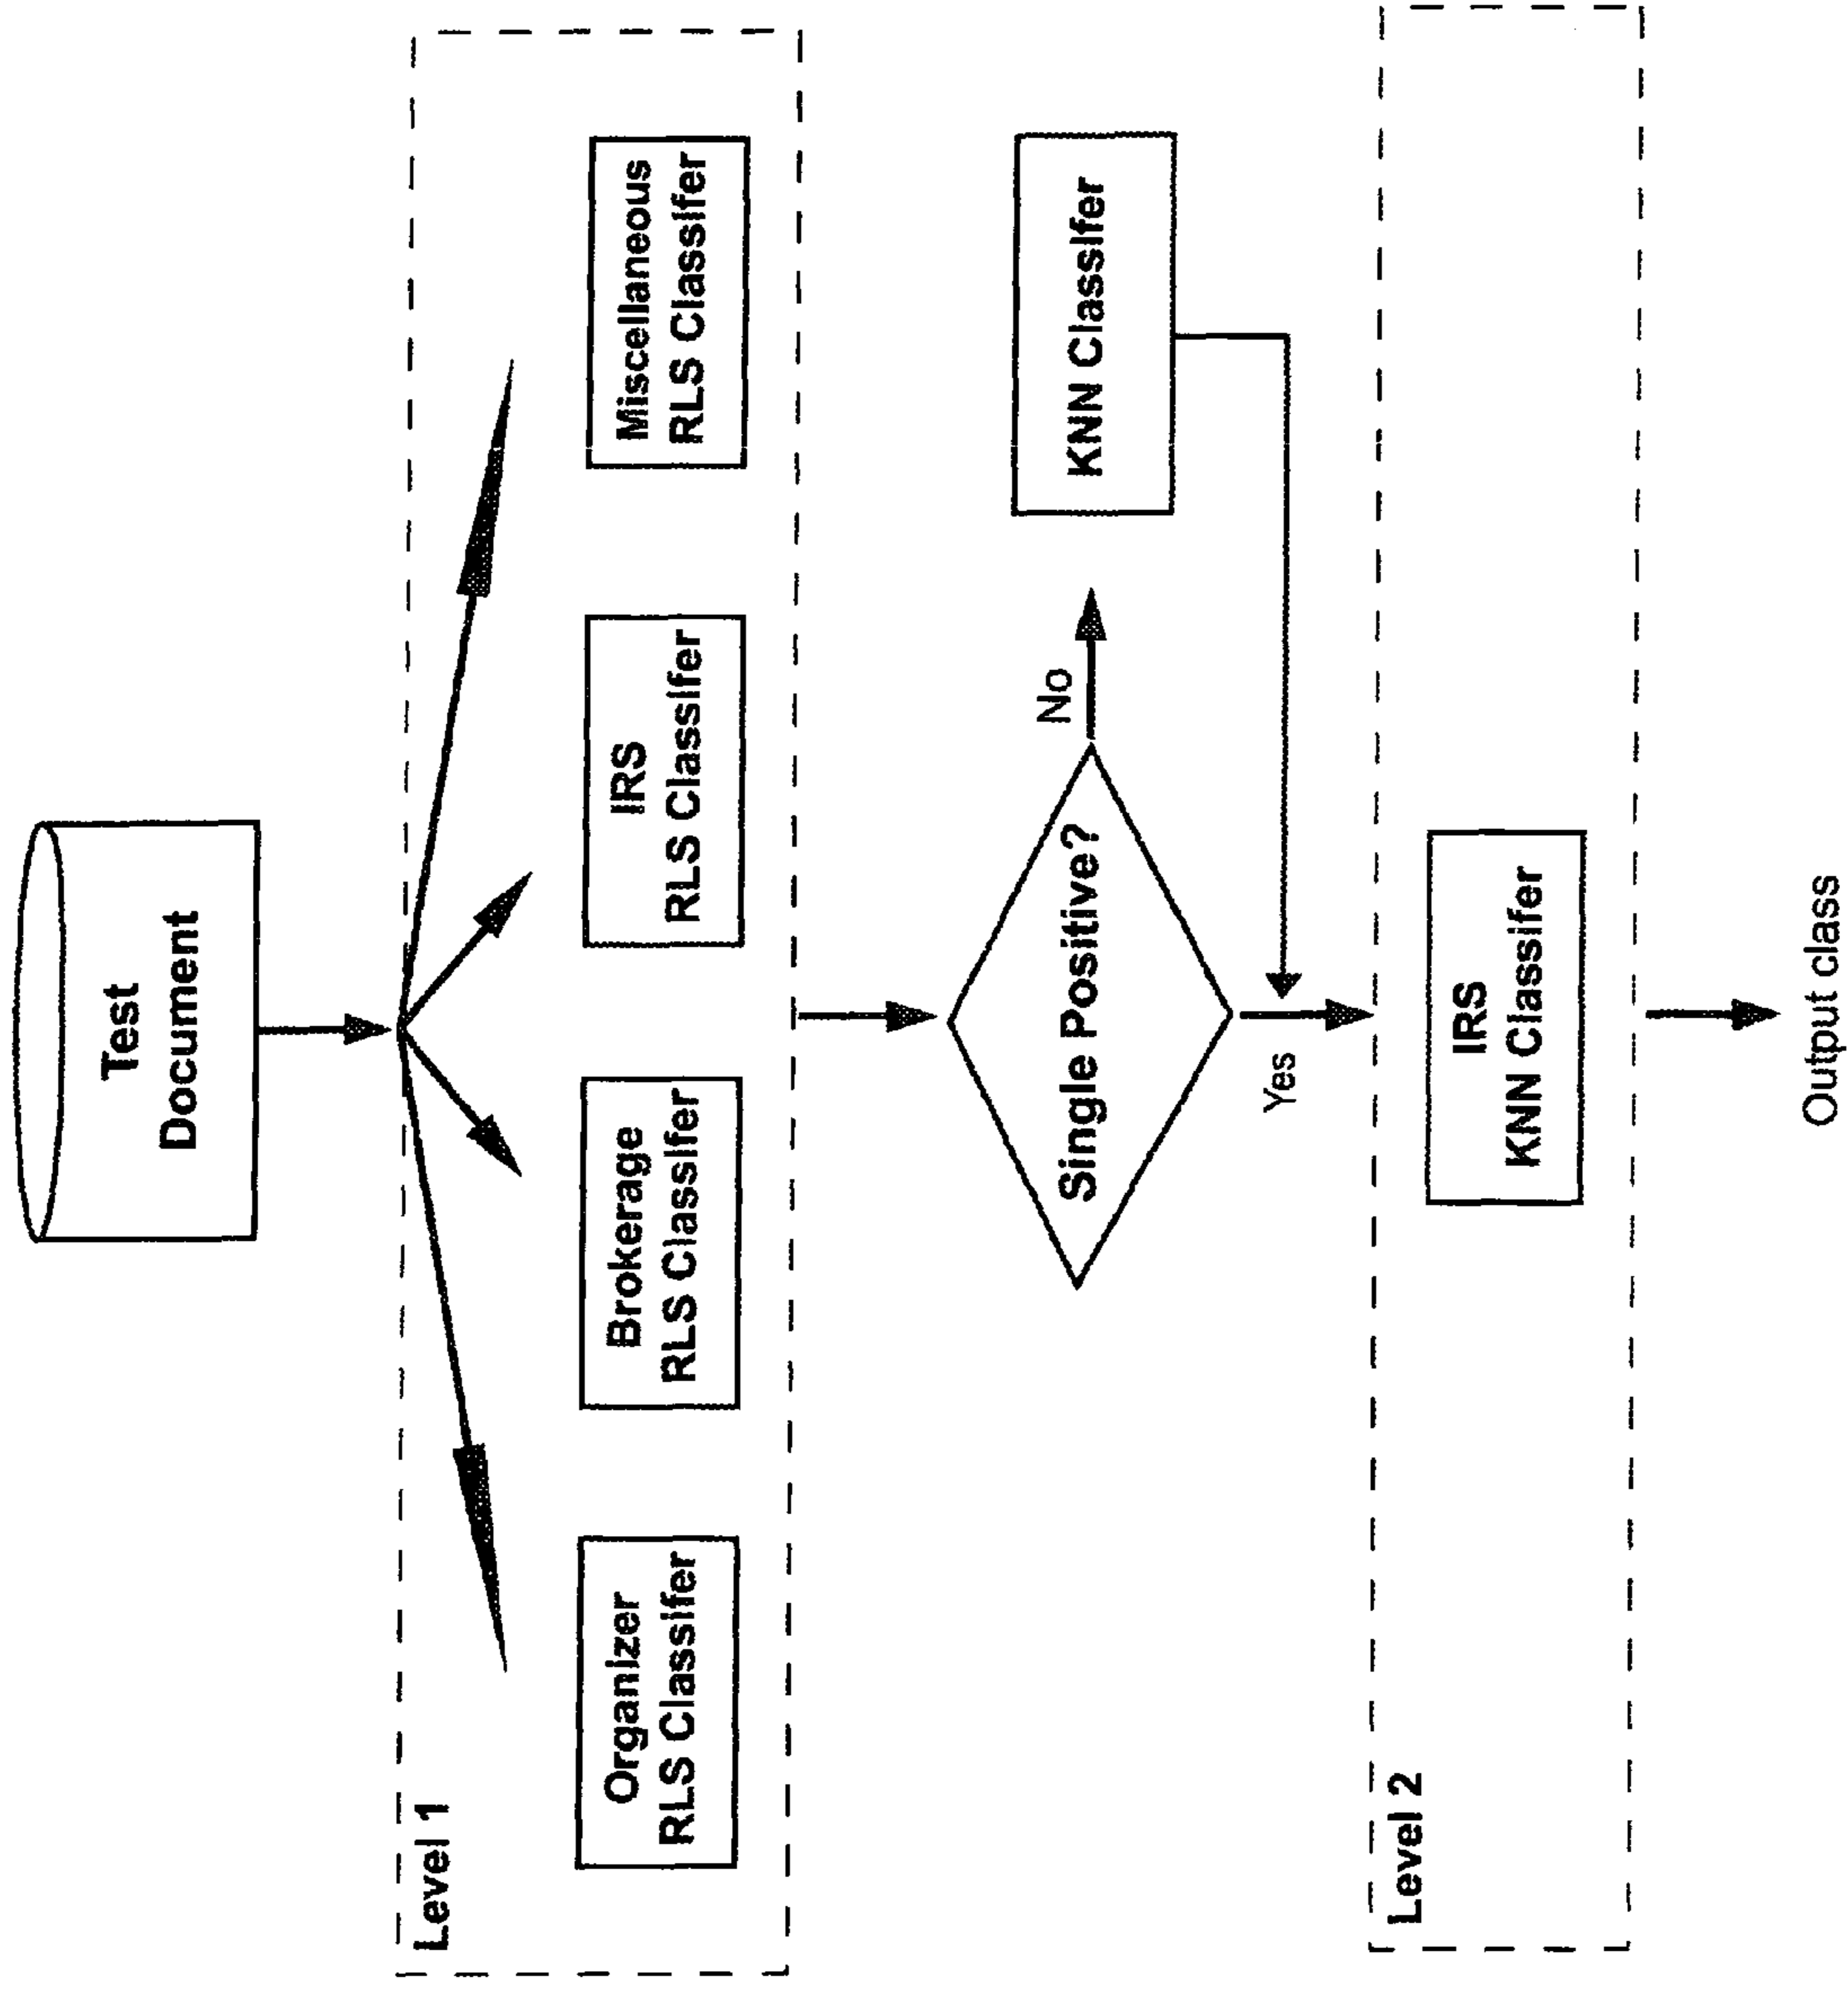 Test
Document
Level 1
Organizer
RLS Classifer
Brokerage
RLS Classifer
IRS
RLS Classifer
Miscellaneous
RLS Classifer
Single Positive?
No
KNN Classifer
Yes
Level 2
IRS
KNN Classifer
Output class